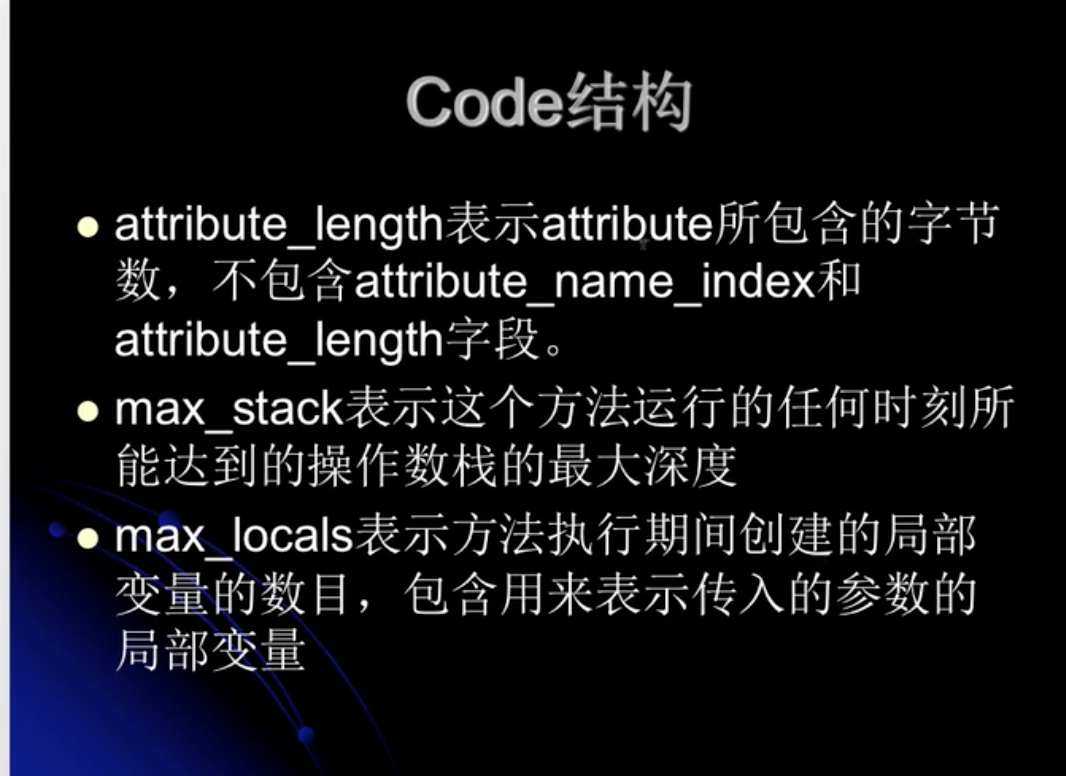 Code结构
attribute_length表示attribute所包含的字节
数，不包含attribute_name_index和
attribute_length字段。
max_stack表示这个方法运行的任何时刻所
能达到的操作数栈的最大深度
max_locals表示方法执行期间创建的局部
变量的数目，包含用来表示传入的参数的
局部变量